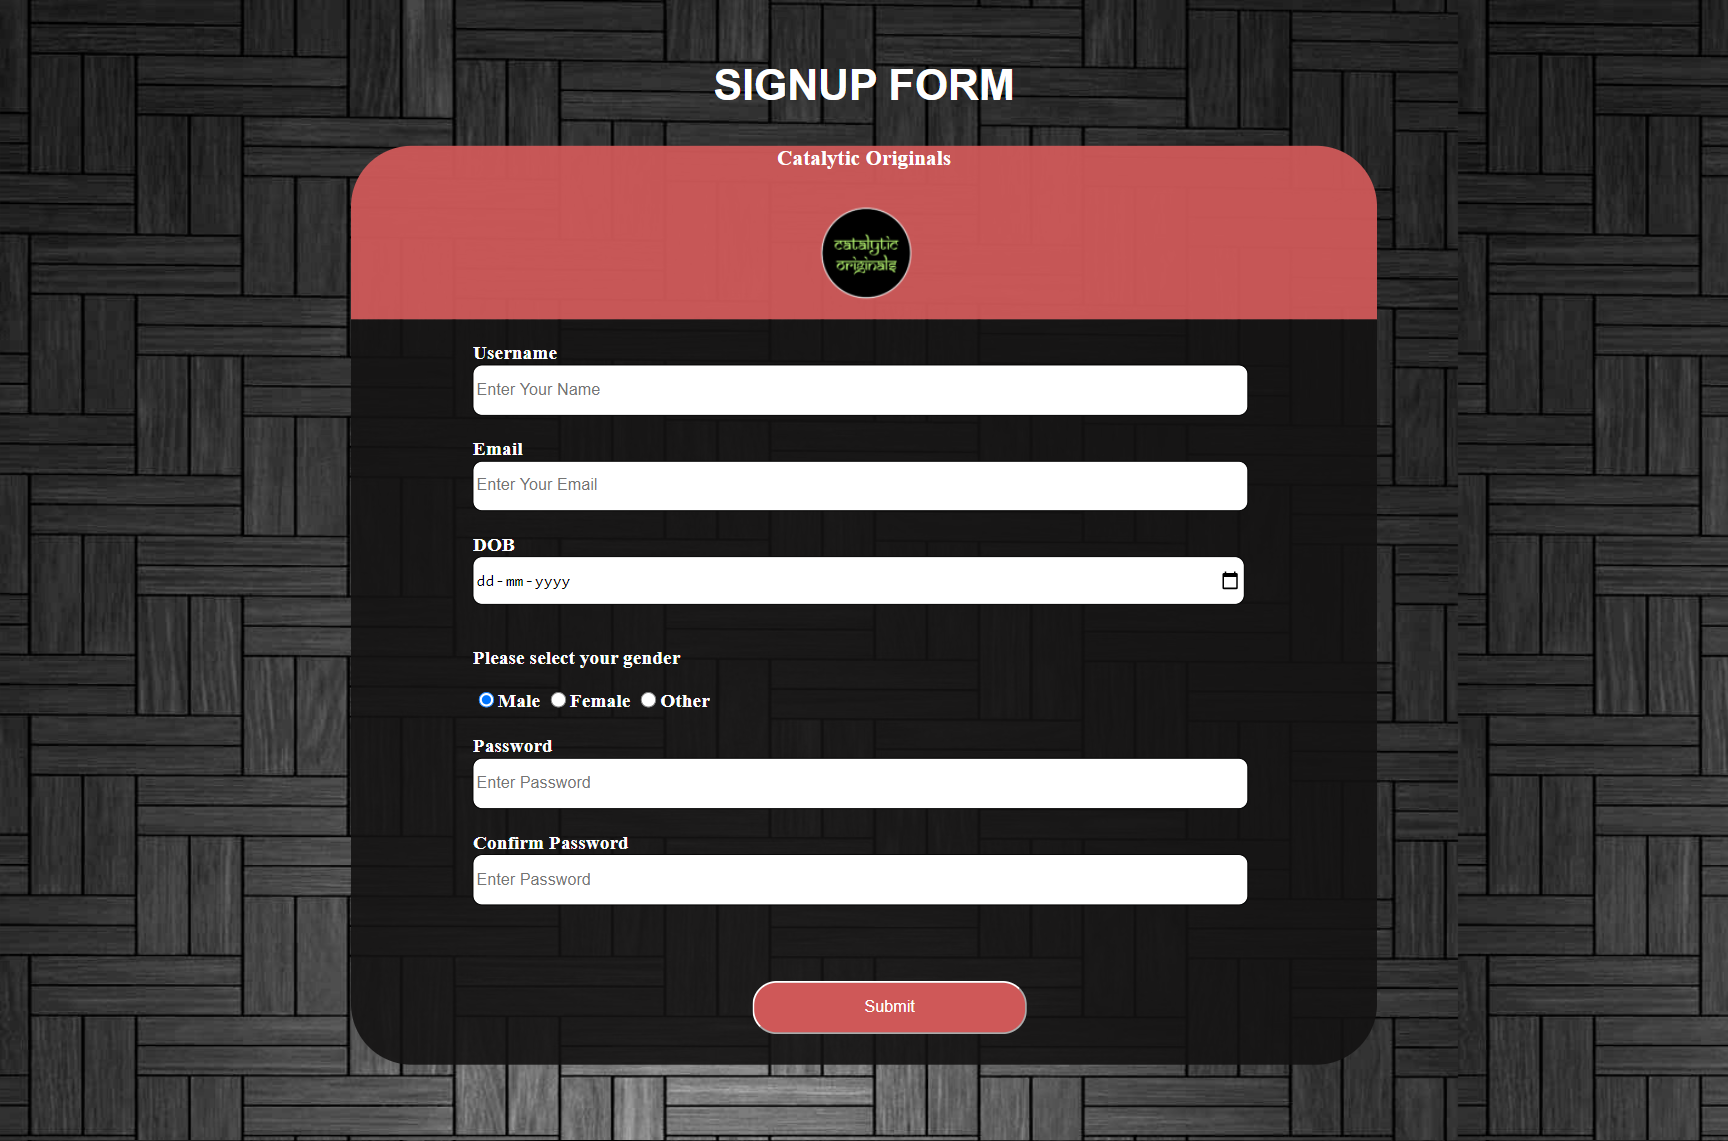 SIGNUP FORM
Catalytic Originals
catalytic
originals
Username
Enter Your Name
Email
Enter Your Email
DOB
dd-mm-yyyy
Please select your gender
Male Female Other
Password
Enter Password
Confirm Password
Enter Password
Submit